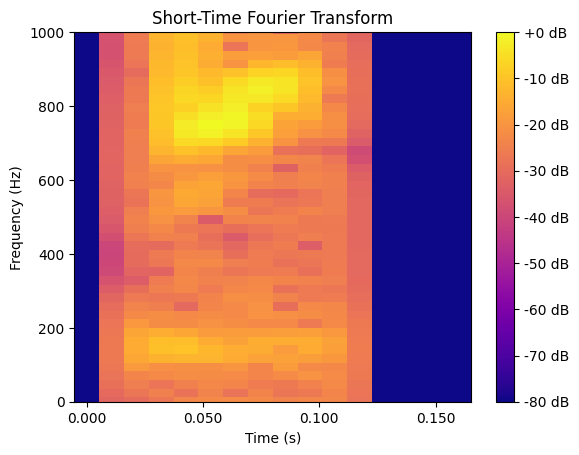 Short-Time Fourier Transform
1000
800
600
400
200
0
Frequency (Hz)
0.000
0.050
0.100
0.150
Time (s)
+0 dB
-10 dB
-20 dB
-30 dB
-40 dB
-50 dB
-60 dB
-70 dB
-80 dB